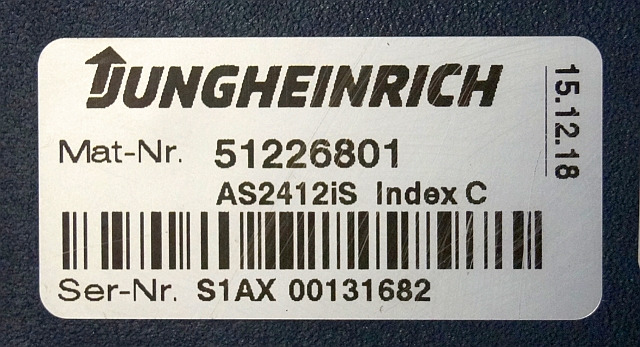 JUNGHEINRICH
Mat-Nr. 51226801
AS2412iS Index C
Ser-Nr. S1AX 00131682
15.12.18